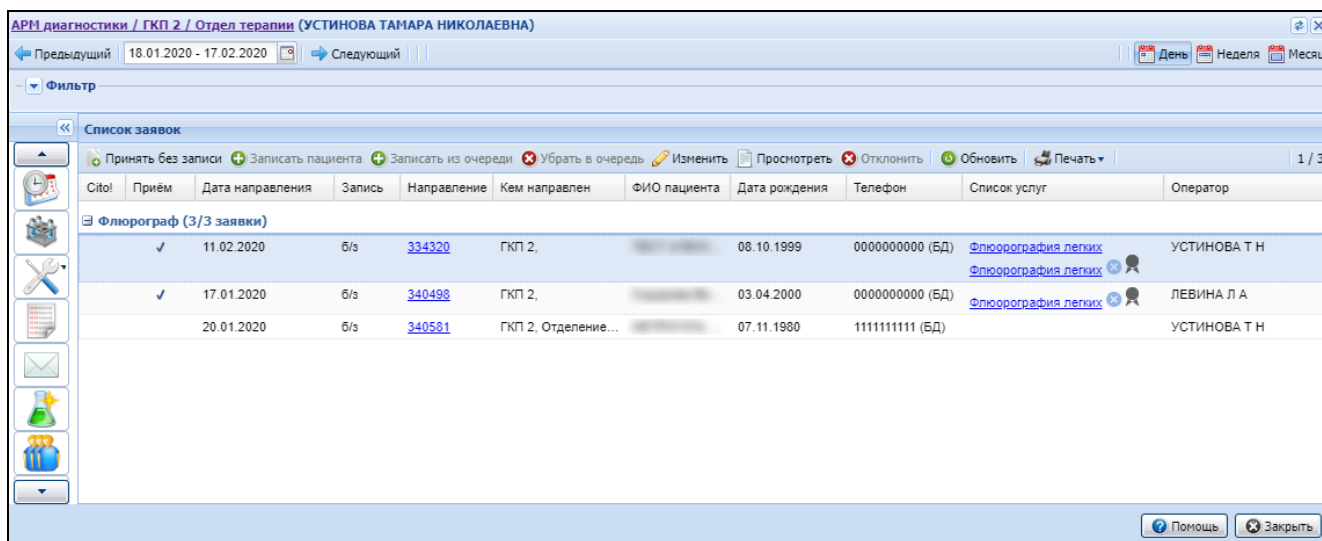 АРМ диагностики / ГКП 2 / Отдел терапии (УСТИНОВА ТАМАРА НИКОЛАЕВНА)
Предыдущий 18.01.2020 - 17.02.2020 Следующий День Неделя Месяц
Фильтр
Список заявок
Принять без записи Записать пациента Записать из очереди Убрать в очередь Изменить Просмотреть Отклонить Обновить Печать 1 / 3
Cito! Приём Дата направления Запись Направление Кем направлен ФИО пациента Дата рождения Телефон Список услуг Оператор
Флюорограф (3/3 заявки)
11.02.2020 б/з 334320 ГКП 2, 08.10.1999 0000000000 (БД) Флюорография легких УСТИНОВА Т Н
Флюорография легких
17.01.2020 б/з 340498 ГКП 2, 03.04.2000 0000000000 (БД) Флюорография легких ЛЕВИНА Л А
20.01.2020 б/з 340581 ГКП 2, Отделение... 07.11.1980 1111111111 (БД) УСТИНОВА Т Н
Помощь Закрыть